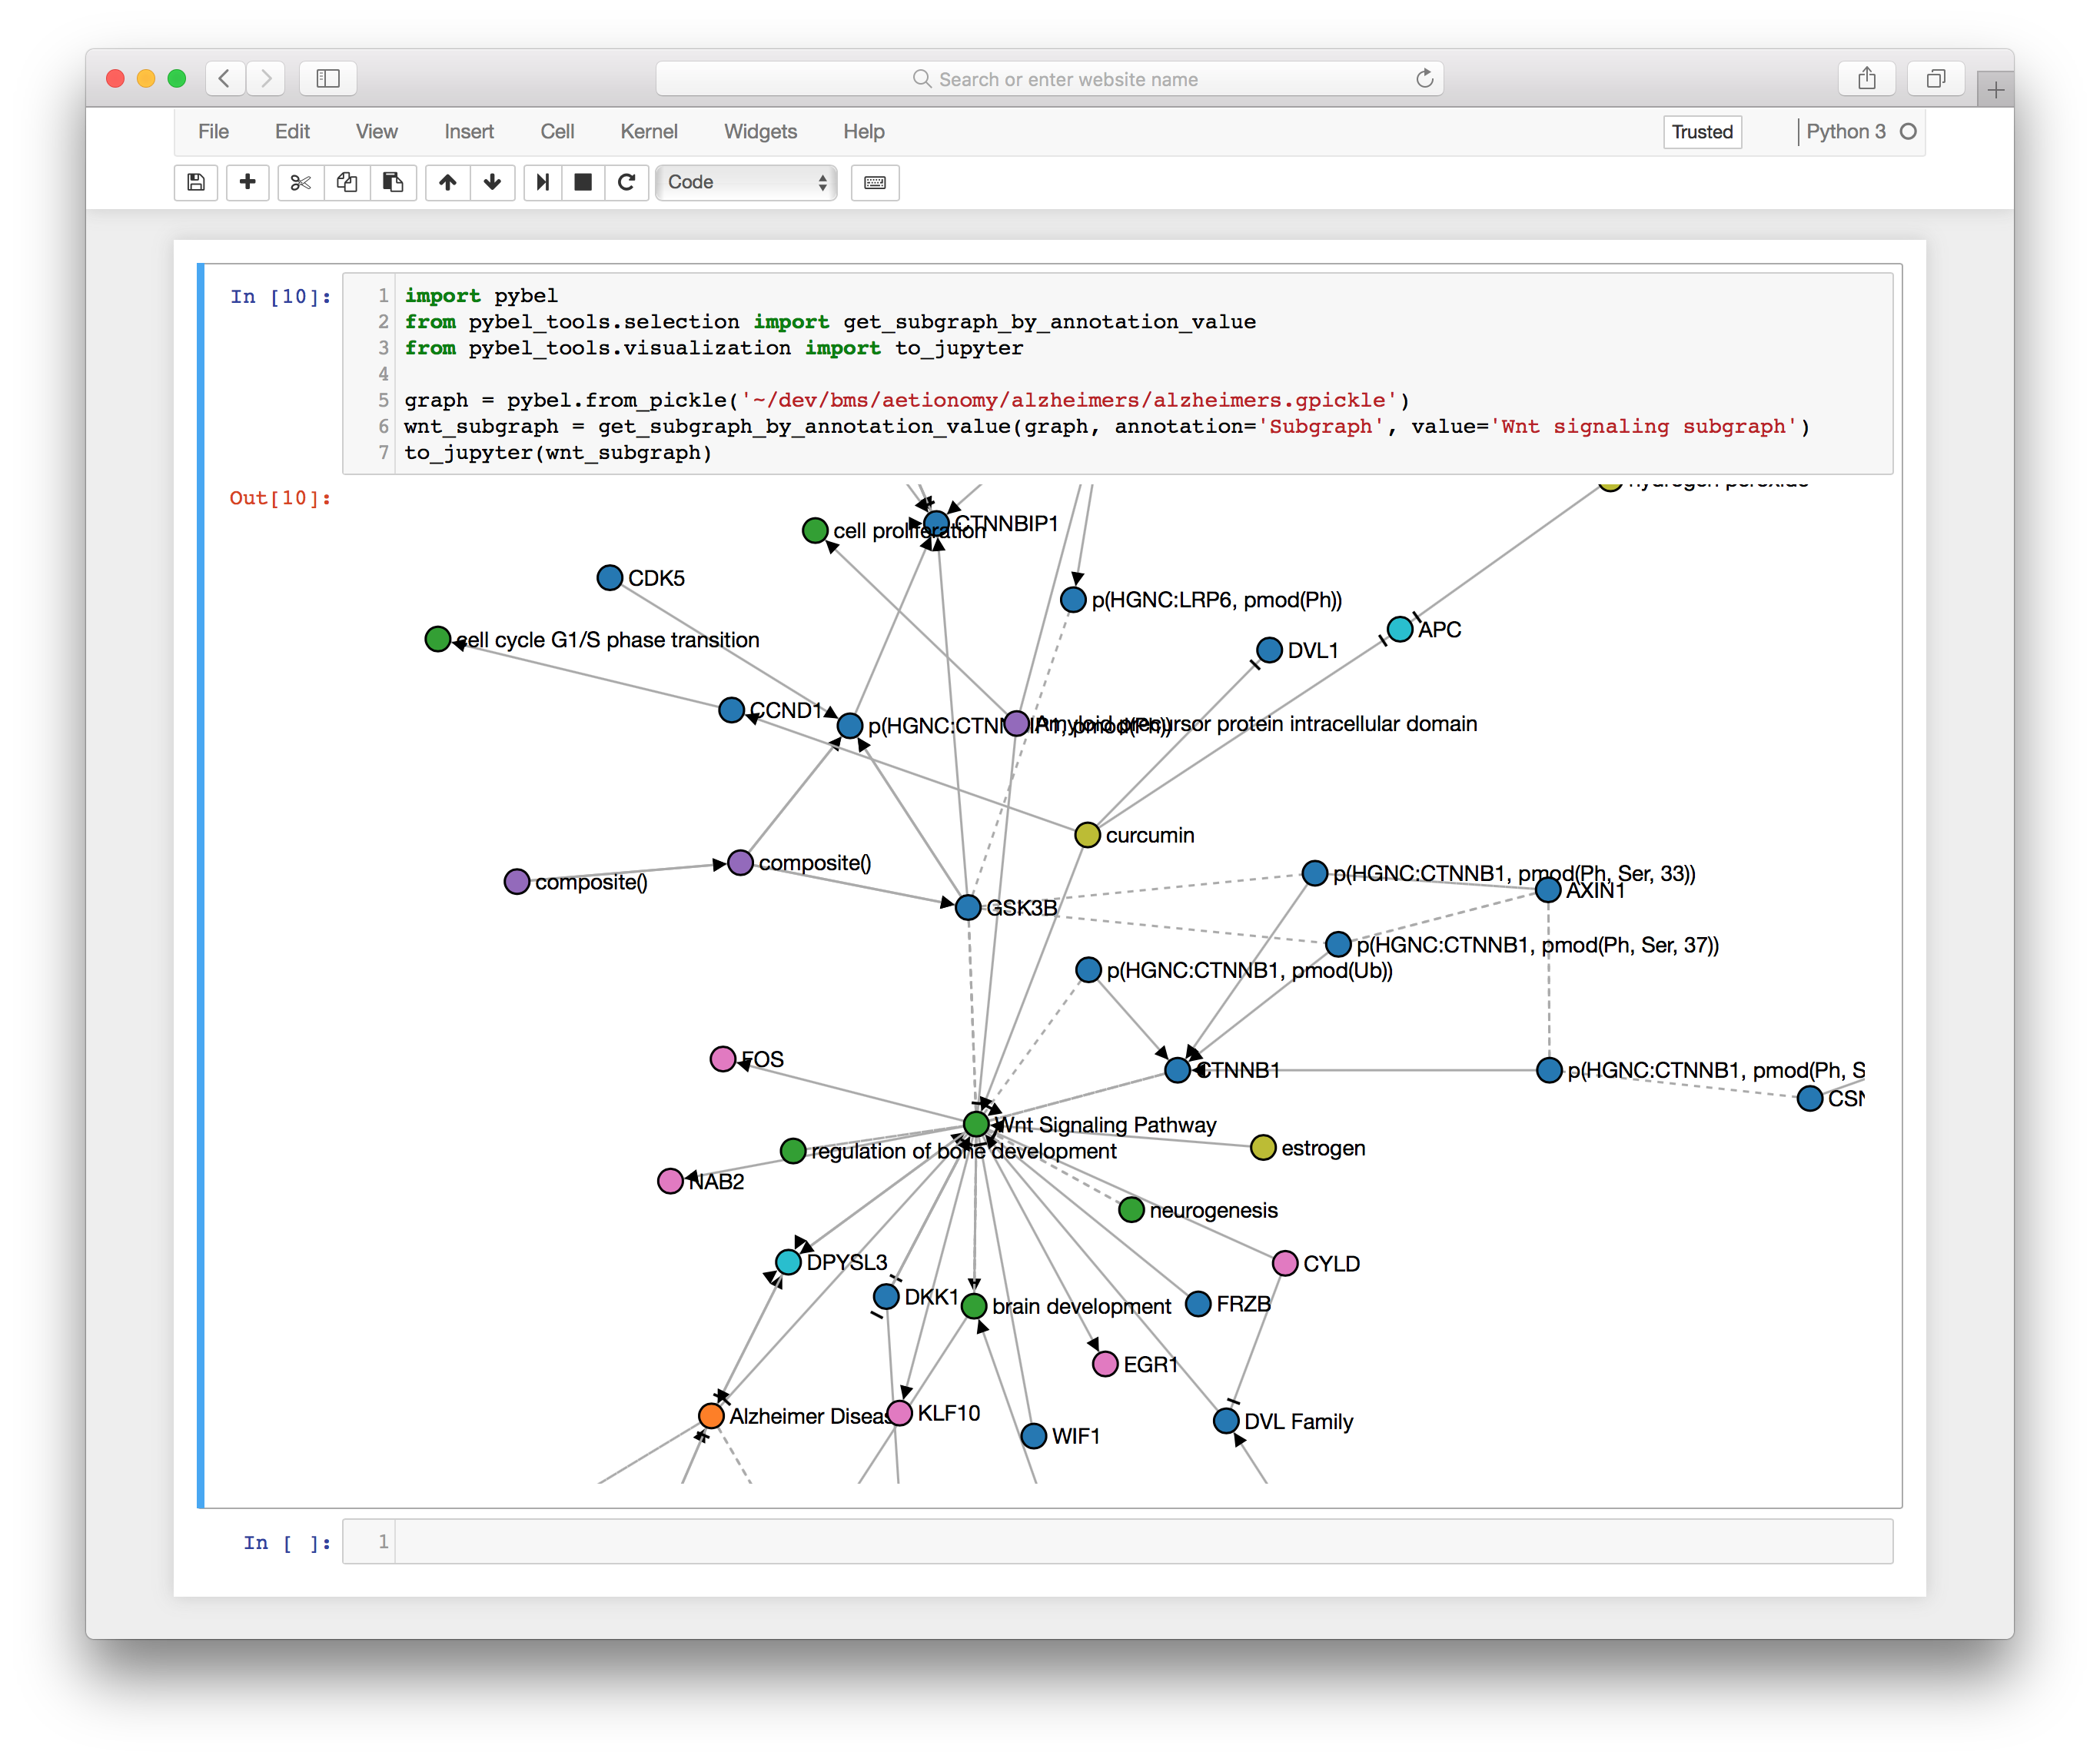 Search or enter website name
File Edit View Insert Cell Kernel Widgets Help Trusted Python 3
Code
In [10]:
1 import pybel
2 from pybel_tools.selection import get_subgraph_by_annotation_value
3 from pybel_tools.visualization import to_jupyter
4
5 graph = pybel.from_pickle('~/dev/bms/aetionomy/alzheimers/alzheimers.gpickle')
6 wnt_subgraph = get_subgraph_by_annotation_value(graph, annotation='Subgraph', value='Wnt signaling subgraph')
7 to_jupyter(wnt_subgraph)
Out[10]:
hydrogen peroxide
CTNNBIP1
cell proliferation
CDK5
p(HGNC:LRP6, pmod(Ph))
APC
cell cycle G1/S phase transition
DVL1
CCND1
p(HGNC:CTNNBIP1, pmod(Ph))
Amyloid precursor protein intracellular domain
curcumin
composite()
composite()
p(HGNC:CTNNB1, pmod(Ph, Ser, 33))
AXIN1
GSK3B
p(HGNC:CTNNB1, pmod(Ph, Ser, 37))
p(HGNC:CTNNB1, pmod(Ub))
FOS
CTNNB1
p(HGNC:CTNNB1, pmod(Ph, S
CSN
Wnt Signaling Pathway
regulation of bone development
estrogen
NAB2
neurogenesis
DPYSL3
CYLD
DKK1
brain development
FRZB
EGR1
Alzheimer Diseas
KLF10
WIF1
DVL Family
In [ ]:
1